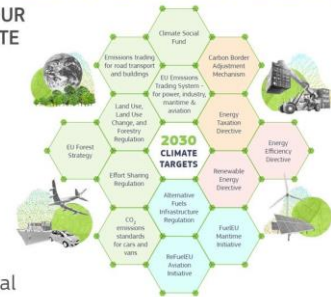 OUR
TE
Climate Social
Fund
Emissions trading
for road transport
and buildings
Carbon Border
Adjustment
Mechanism
EU Emissions
Trading System -
for power, industry,
maritime &
aviation
Land Use,
Land Use
Change, and
Forestry
Regulation
Energy
Taxation
Directive
EU Forest
Strategy
2030
CLIMATE
TARGETS
Energy
Efficiency
Directive
Effort Sharing
Regulation
Renewable
Energy
Directive
Alternative
Fuels
Infrastructure
Regulation
CO2
emissions
standards
for cars and
vans
FuelEU
Maritime
Initiative
ReFuelEU
Aviation
Initiative
al